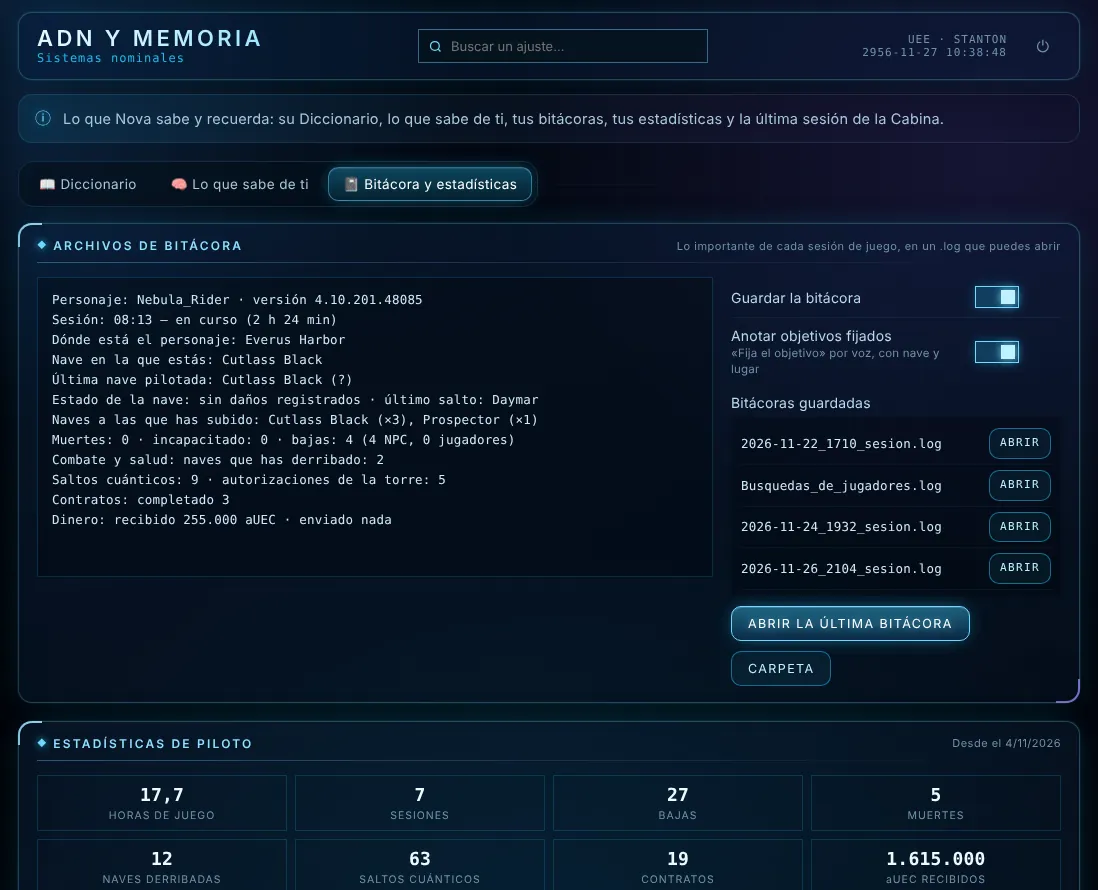 ADN Y MEMORIA
Sistemas nominales
Buscar un ajuste...
UEE · STANTON
2956-11-27 10:38:48
Lo que Nova sabe y recuerda: su Diccionario, lo que sabe de ti, tus bitácoras, tus estadísticas y la última sesión de la Cabina.
Diccionario
Lo que sabe de ti
Bitácora y estadísticas
ARCHIVOS DE BITÁCORA
Lo importante de cada sesión de juego, en un .log que puedes abrir
Personaje: Nebula_Rider · versión 4.10.201.48085
Sesión: 08:13 – en curso (2 h 24 min)
Dónde está el personaje: Everus Harbor
Nave en la que estás: Cutlass Black
Última nave pilotada: Cutlass Black (?)
Estado de la nave: sin daños registrados · último salto: Daymar
Naves a las que has subido: Cutlass Black (×3), Prospector (×1)
Muertes: 0 · incapacitado: 0 · bajas: 4 (4 NPC, 0 jugadores)
Combate y salud: naves que has derribado: 2
Saltos cuánticos: 9 · autorizaciones de la torre: 5
Contratos: completado 3
Dinero: recibido 255.000 aUEC · enviado nada
Guardar la bitácora
Anotar objetivos fijados
«Fija el objetivo» por voz, con nave y
lugar
Bitácoras guardadas
2026-11-22_1710_sesion.log ABRIR
Busquedas_de_jugadores.log ABRIR
2026-11-24_1932_sesion.log ABRIR
2026-11-26_2104_sesion.log ABRIR
ABRIR LA ÚLTIMA BITÁCORA
CARPETA
ESTADÍSTICAS DE PILOTO
Desde el 4/11/2026
17,7
HORAS DE JUEGO
7
SESIONES
27
BAJAS
5
MUERTES
12
NAVES DERRIBADAS
63
SALTOS CUÁNTICOS
19
CONTRATOS
1.615.000
aUEC RECIBIDOS